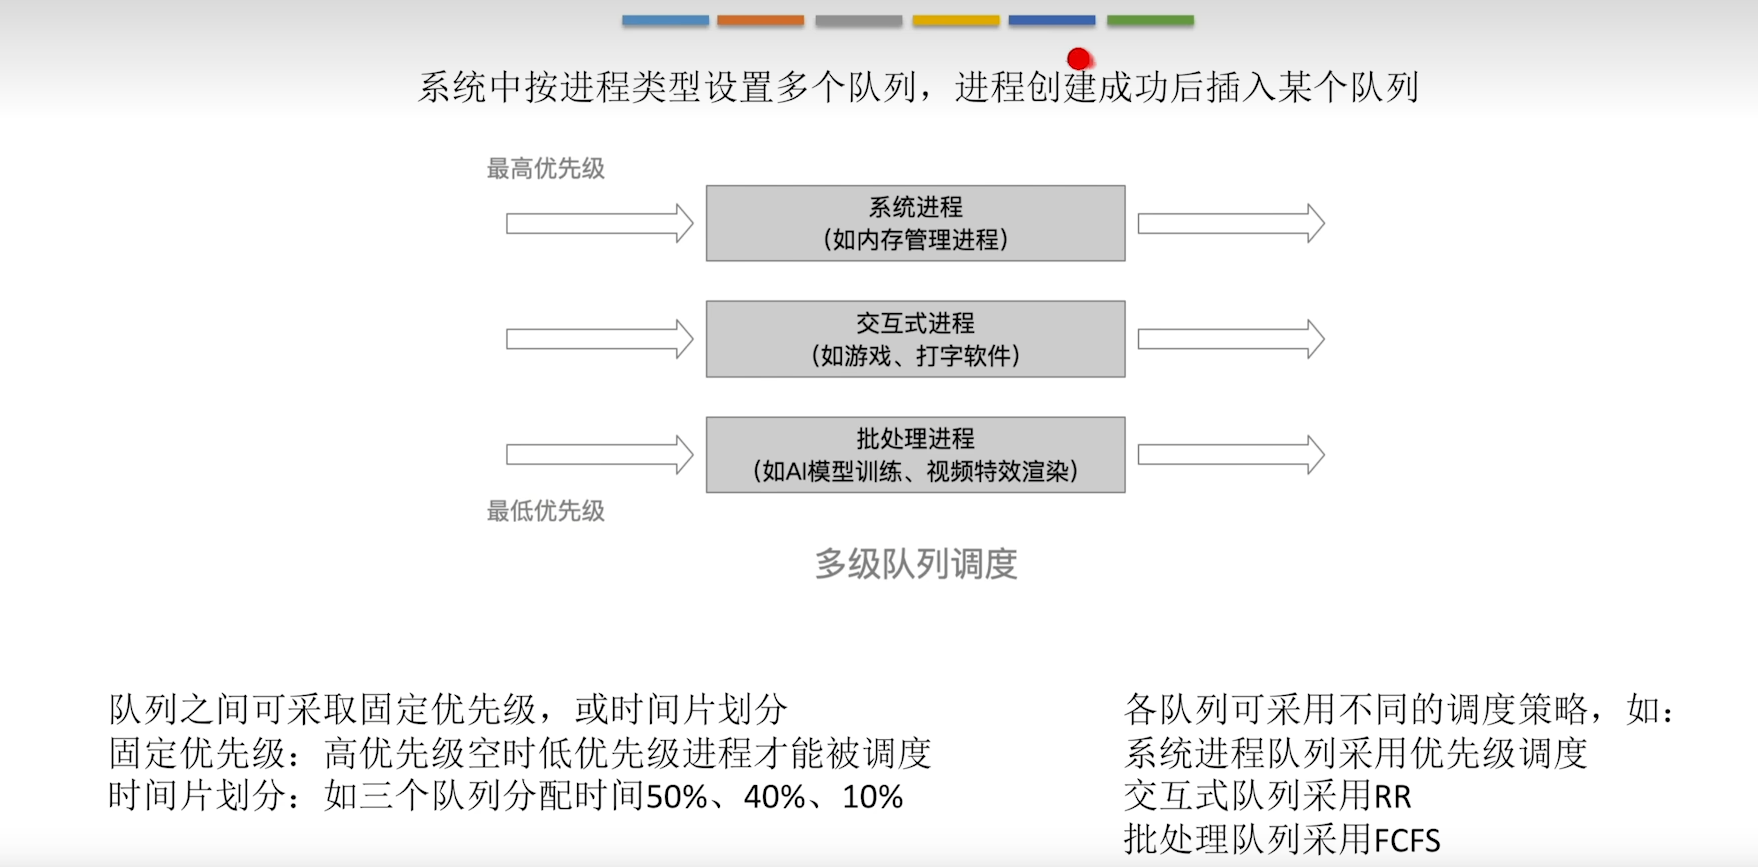 系统中按进程类型设置多个队列，进程创建成功后插入某个队列
最高优先级
系统进程
（如内存管理进程）
交互式进程
（如游戏、打字软件）
批处理进程
（如AI模型训练、视频特效渲染）
最低优先级
多级队列调度
队列之间可采取固定优先级，或时间片划分
固定优先级：高优先级空时低优先级进程才能被调度
时间片划分：如三个队列分配时间50%、40%、10%
各队列可采用不同的调度策略，如：
系统进程队列采用优先级调度
交互式队列采用RR
批处理队列采用FCFS